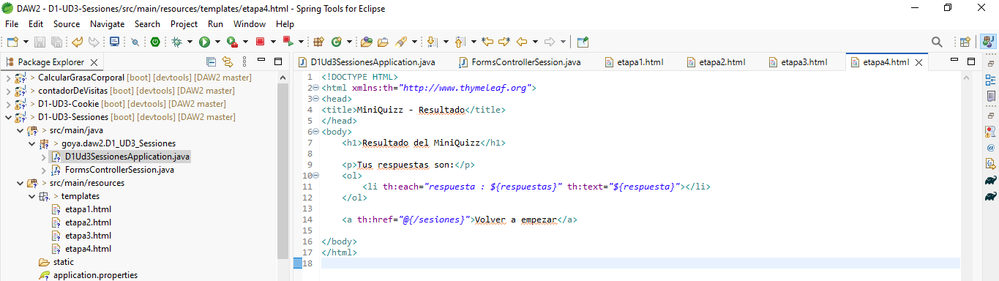 DAW2 - D1-UD3-Sessiones/src/main/resources/templates/etapa4.html - Spring Tools for Eclipse
File Edit Source Navigate Search Project Run Window Help
Package Explorer
D1Ud3SessionesApplication.java FormsControllerSession.java etapa1.html etapa2.html etapa3.html etapa4.html
> CalcularGrasaCorporal [boot] [devtools] [DAW2 master]
> contadorDeVisitas [boot] [devtools] [DAW2 master]
> D1-UD3-Cookie [boot] [devtools] [DAW2 master]
> D1-UD3-Sessiones [boot] [devtools] [DAW2 master]
> src/main/java
> goya.daw2.D1_UD3_Sessiones
D1Ud3SessionesApplication.java
FormsControllerSession.java
> src/main/resources
> templates
etapa1.html
etapa2.html
etapa3.html
etapa4.html
static
application.properties
1 <!DOCTYPE HTML>
2 <html xmlns:th="http://www.thymeleaf.org">
3 <head>
4 <title>MiniQuizz - Resultado</title>
5 </head>
6 <body>
7 <h1>Resultado del MiniQuizz</h1>
8
9 <p>Tus respuestas son:</p>
10 <ol>
11 <li th:each="respuesta : ${respuestas}" th:text="${respuesta}"></li>
12 </ol>
13
14 <a th:href="@{/sesiones}">Volver a empezar</a>
15
16 </body>
17 </html>
18